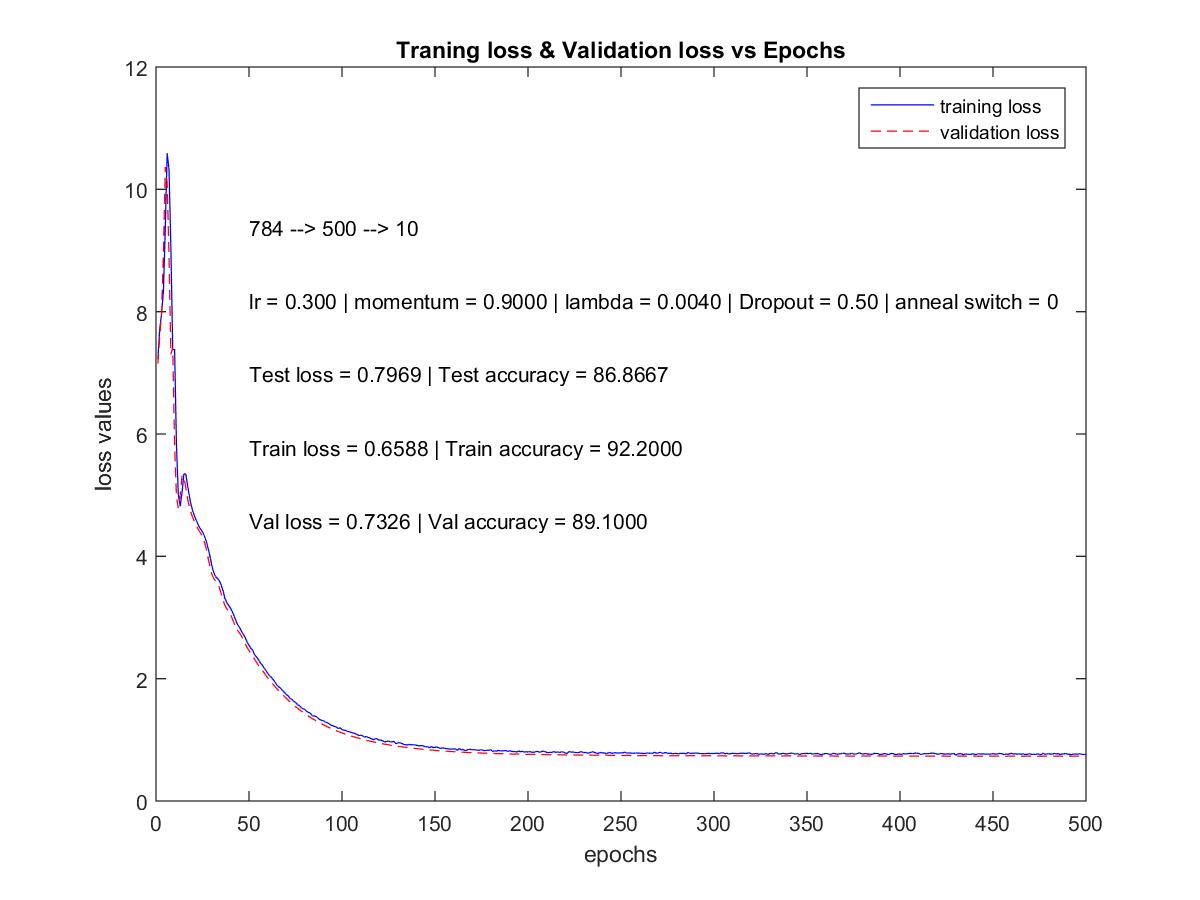 Traning loss & Validation loss vs Epochs
12
training loss
validation loss
10
784 --> 500 --> 10
8
lr = 0.300 | momentum = 0.9000 | lambda = 0.0040 | Dropout = 0.50 | anneal switch = 0
Test loss = 0.7969 | Test accuracy = 86.8667
6
Train loss = 0.6588 | Train accuracy = 92.2000
loss values
Val loss = 0.7326 | Val accuracy = 89.1000
4
2
0
0 50 100 150 200 250 300 350 400 450 500
epochs